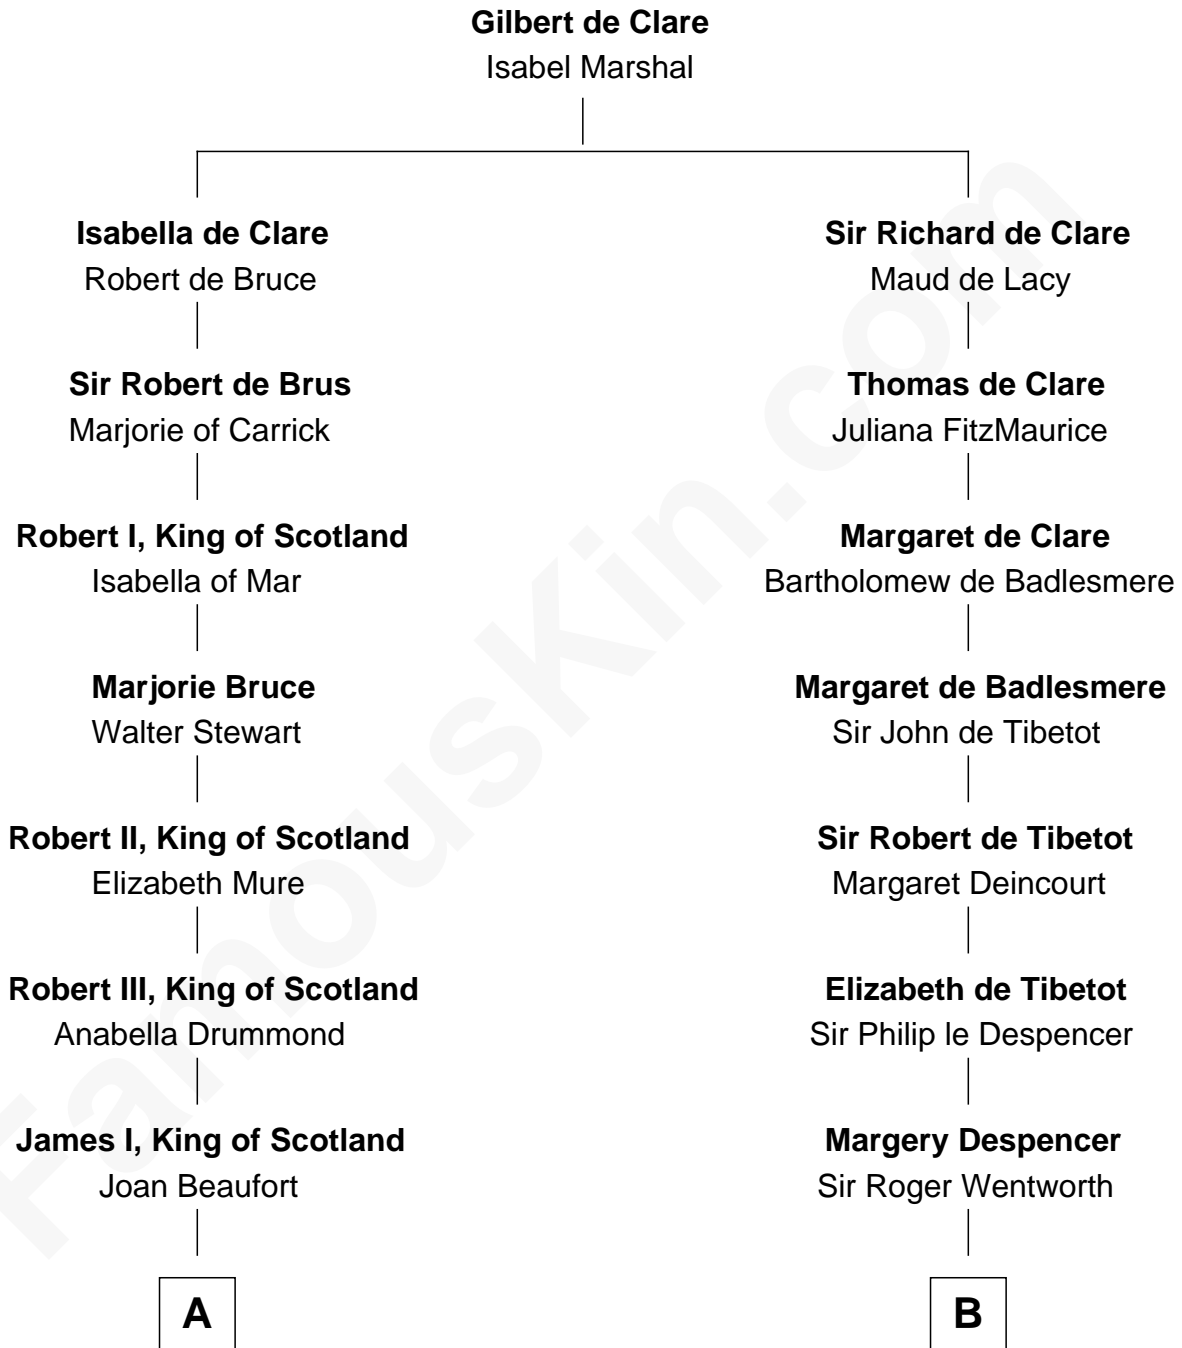 Gilbert de Clare
Isabel Marshal
Isabella de Clare
Robert de Bruce
Sir Robert de Brus
Marjorie of Carrick
Robert I, King of Scotland
Isabella of Mar
Marjorie Bruce
Walter Stewart
Robert II, King of Scotland
Elizabeth Mure
Robert III, King of Scotland
Anabella Drummond
James I, King of Scotland
Joan Beaufort
A
Sir Richard de Clare
Maud de Lacy
Thomas de Clare
Juliana FitzMaurice
Margaret de Clare
Bartholomew de Badlesmere
Margaret de Badlesmere
Sir John de Tibetot
Sir Robert de Tibetot
Margaret Deincourt
Elizabeth de Tibetot
Sir Philip le Despencer
Margery Despencer
Sir Roger Wentworth
B
FamousKin.com